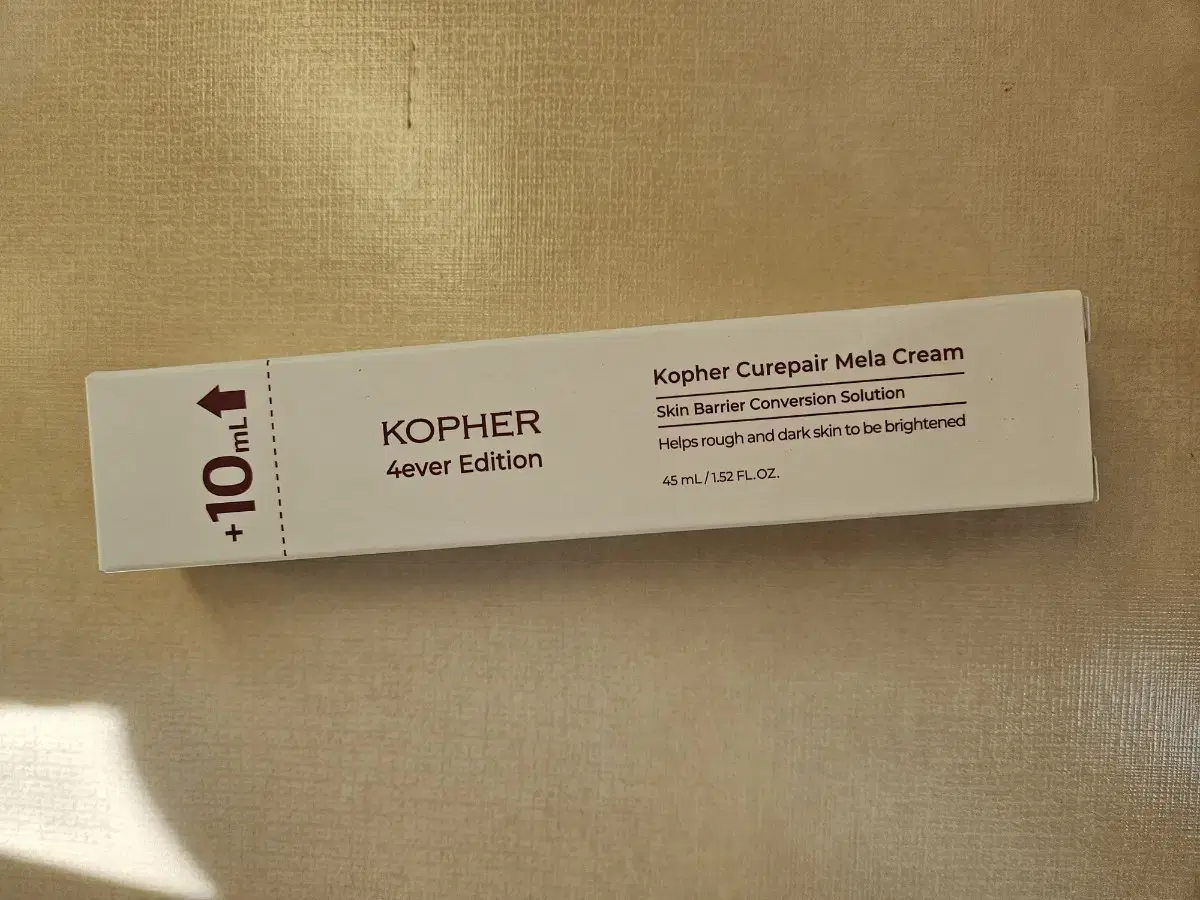 +10mL
KOPHER
4ever Edition
Kopher Curepair Mela Cream
Skin Barrier Conversion Solution
Helps rough and dark skin to be brightened
45 mL / 1.52 FL.OZ.